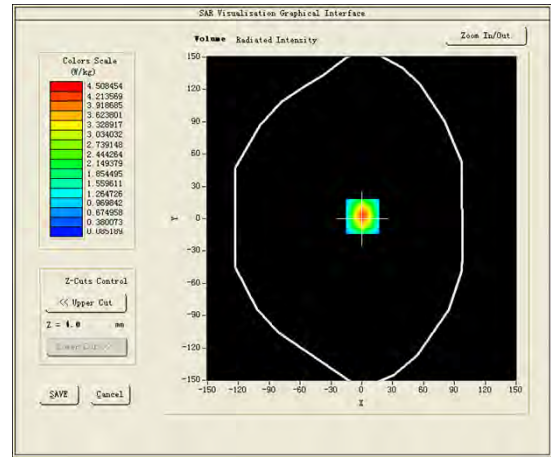 SAR Visualisation Graphical Interface
Volume Radiated Intensity
Zoom In/Out
Colors Scale
(W/kg)
4.508454
4.213569
3.918685
3.623801
3.328917
3.034032
2.739148
2.444264
2.149379
1.854495
1.559611
1.264726
0.969842
0.674958
0.380073
0.085189
Z-Cuts Control
<< Upper Cut
Z = 4.0 mm
SAVE
Cancel
150
120
90
60
30
0
-30
-60
-90
-120
-150
Y
-150 -120 -90 -60 -30 0 30 60 90 120 150
X